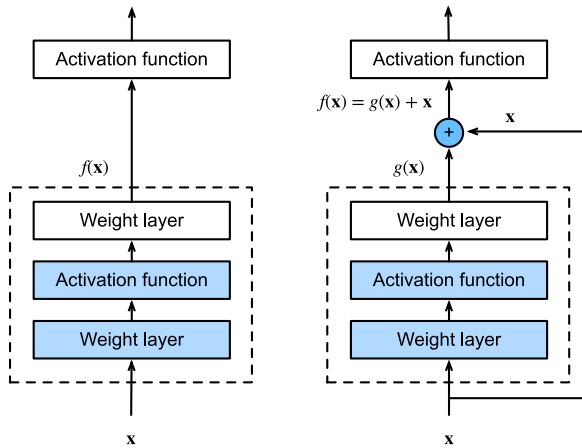 Activation function
f(x)
Weight layer
Activation function
Weight layer
x
Activation function
f(x) = g(x) + x
x
+
g(x)
Weight layer
Activation function
Weight layer
x